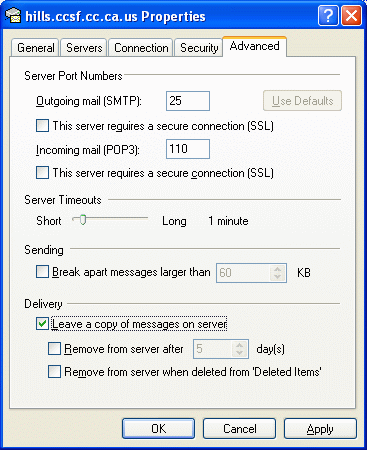 hills.ccsf.cc.ca.us Properties
General Servers Connection Security Advanced
Server Port Numbers
Outgoing mail (SMTP): 25 Use Defaults
This server requires a secure connection (SSL)
Incoming mail (POP3): 110
This server requires a secure connection (SSL)
Server Timeouts
Short Long 1 minute
Sending
Break apart messages larger than 60 KB
Delivery
Leave a copy of messages on server
Remove from server after 5 day(s)
Remove from server when deleted from 'Deleted Items'
OK Cancel Apply